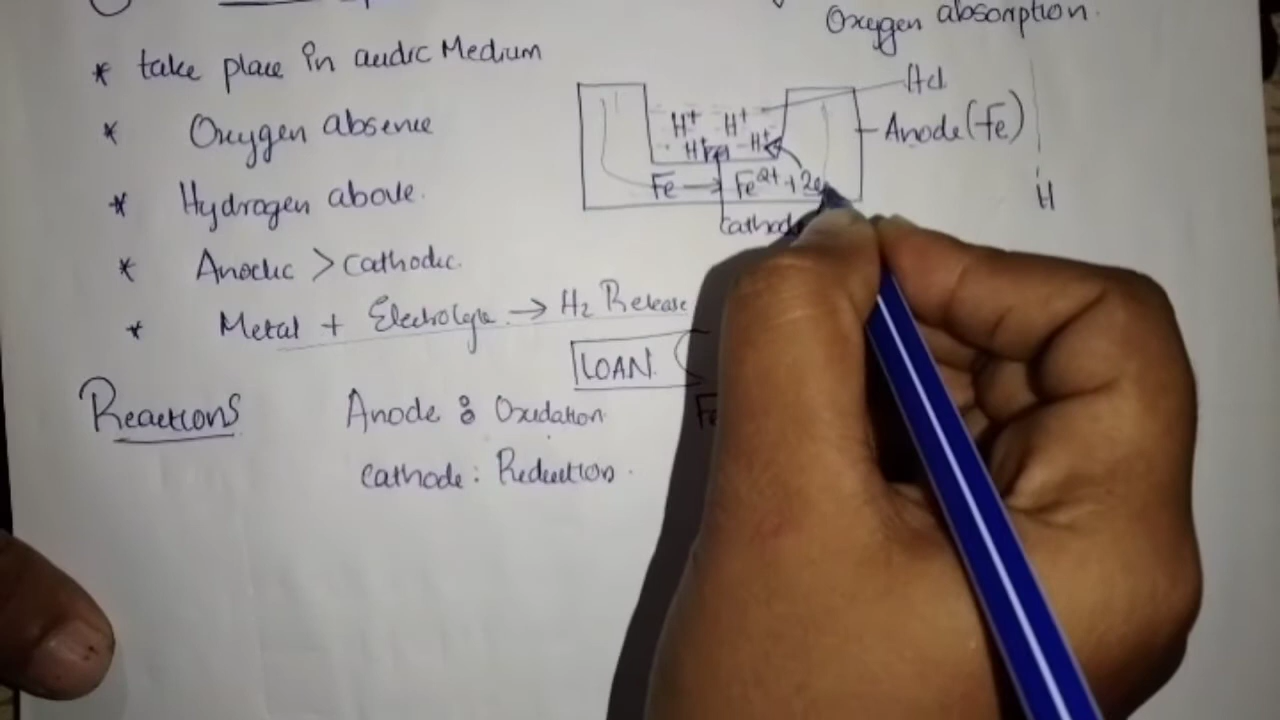 Oxygen absorption.
* take place in acidic Medium
* Oxygen absence
* Hydrogen above.
* Anodic > cathodic.
* Metal + Electrolyte → H2 Release
Hcl
H+ H+
H+ H+
Anode (Fe)
Fe → Fe2+ + 2e
Cathode
H
LOAN
Reactions Anode : Oxidation
Cathode : Reduction.